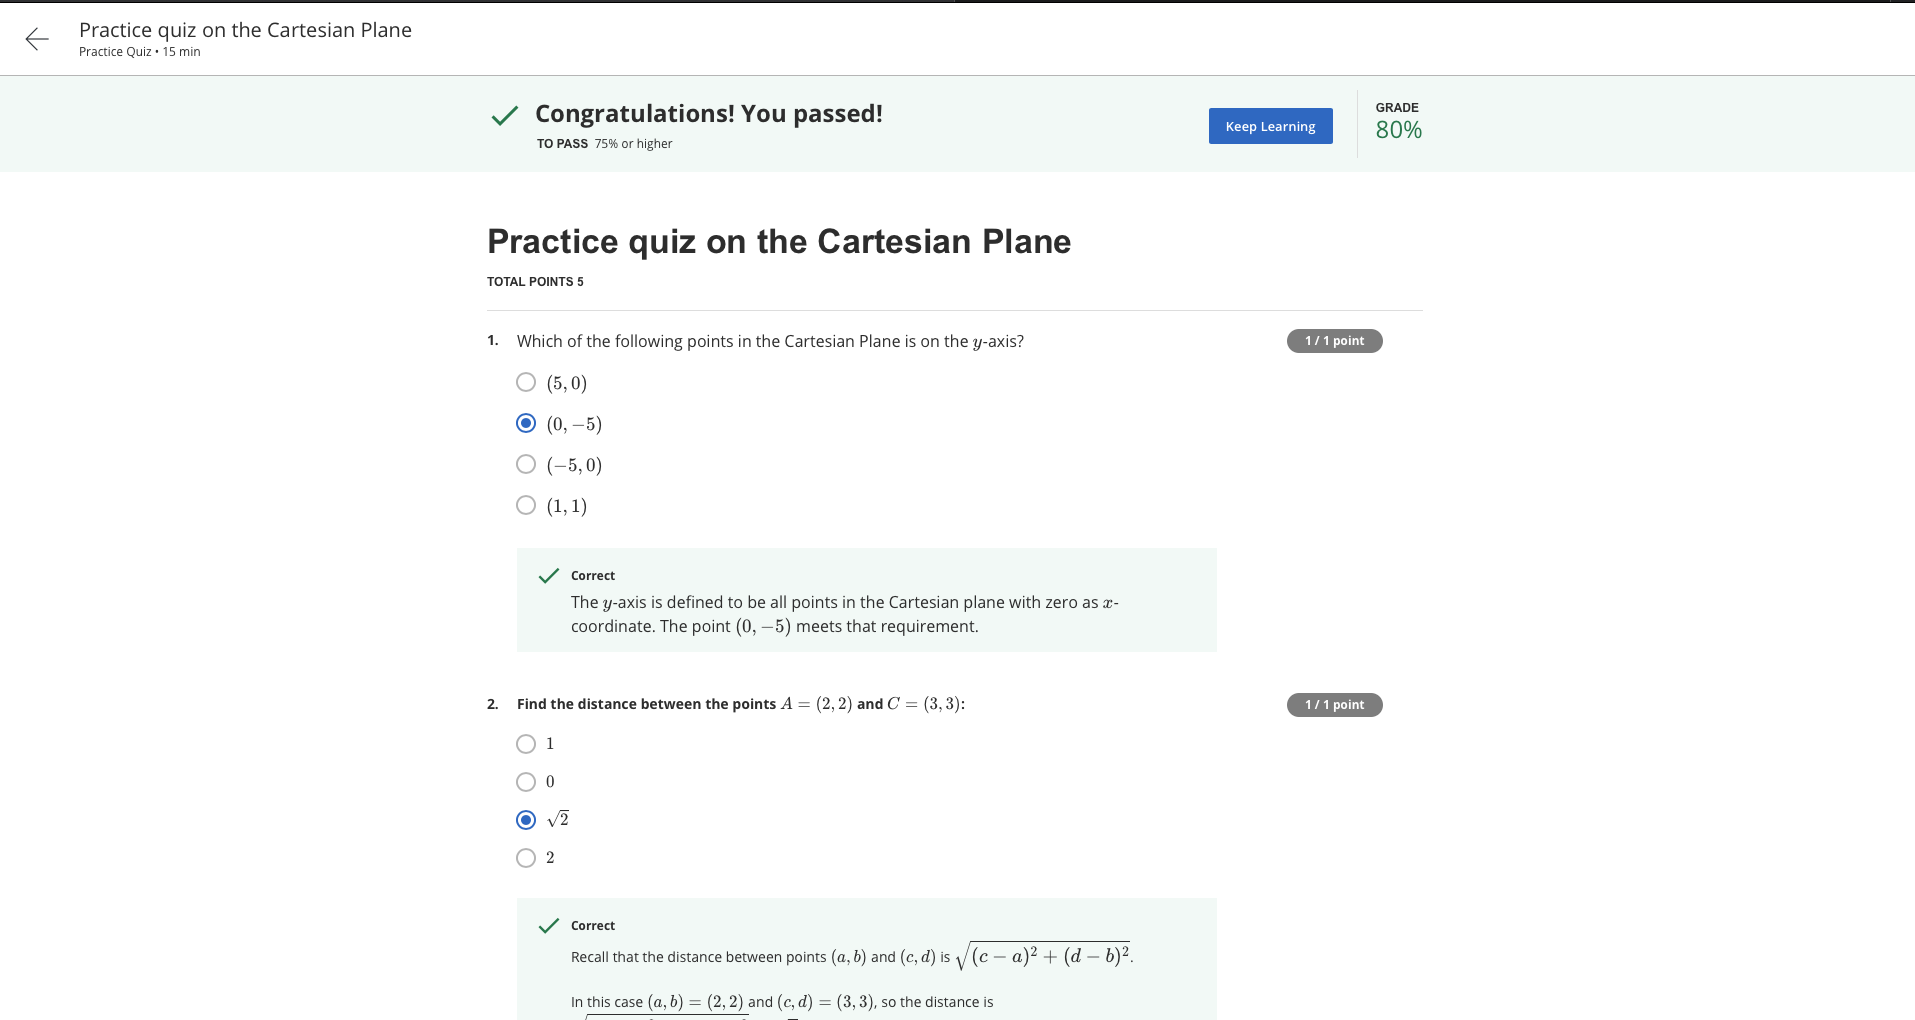 Practice quiz on the Cartesian Plane
Practice Quiz • 15 min
Congratulations! You passed!
TO PASS 75% or higher
Keep Learning
GRADE
80%
Practice quiz on the Cartesian Plane
TOTAL POINTS 5
1. Which of the following points in the Cartesian Plane is on the y-axis?
1 / 1 point
(5, 0)
(0, −5)
(−5, 0)
(1, 1)
Correct
The y-axis is defined to be all points in the Cartesian plane with zero as x-
coordinate. The point (0, −5) meets that requirement.
2. Find the distance between the points A = (2, 2) and C = (3, 3):
1 / 1 point
1
0
√2
2
Correct
Recall that the distance between points (a, b) and (c, d) is √((c − a)² + (d − b)²).
In this case (a, b) = (2, 2) and (c, d) = (3, 3), so the distance is